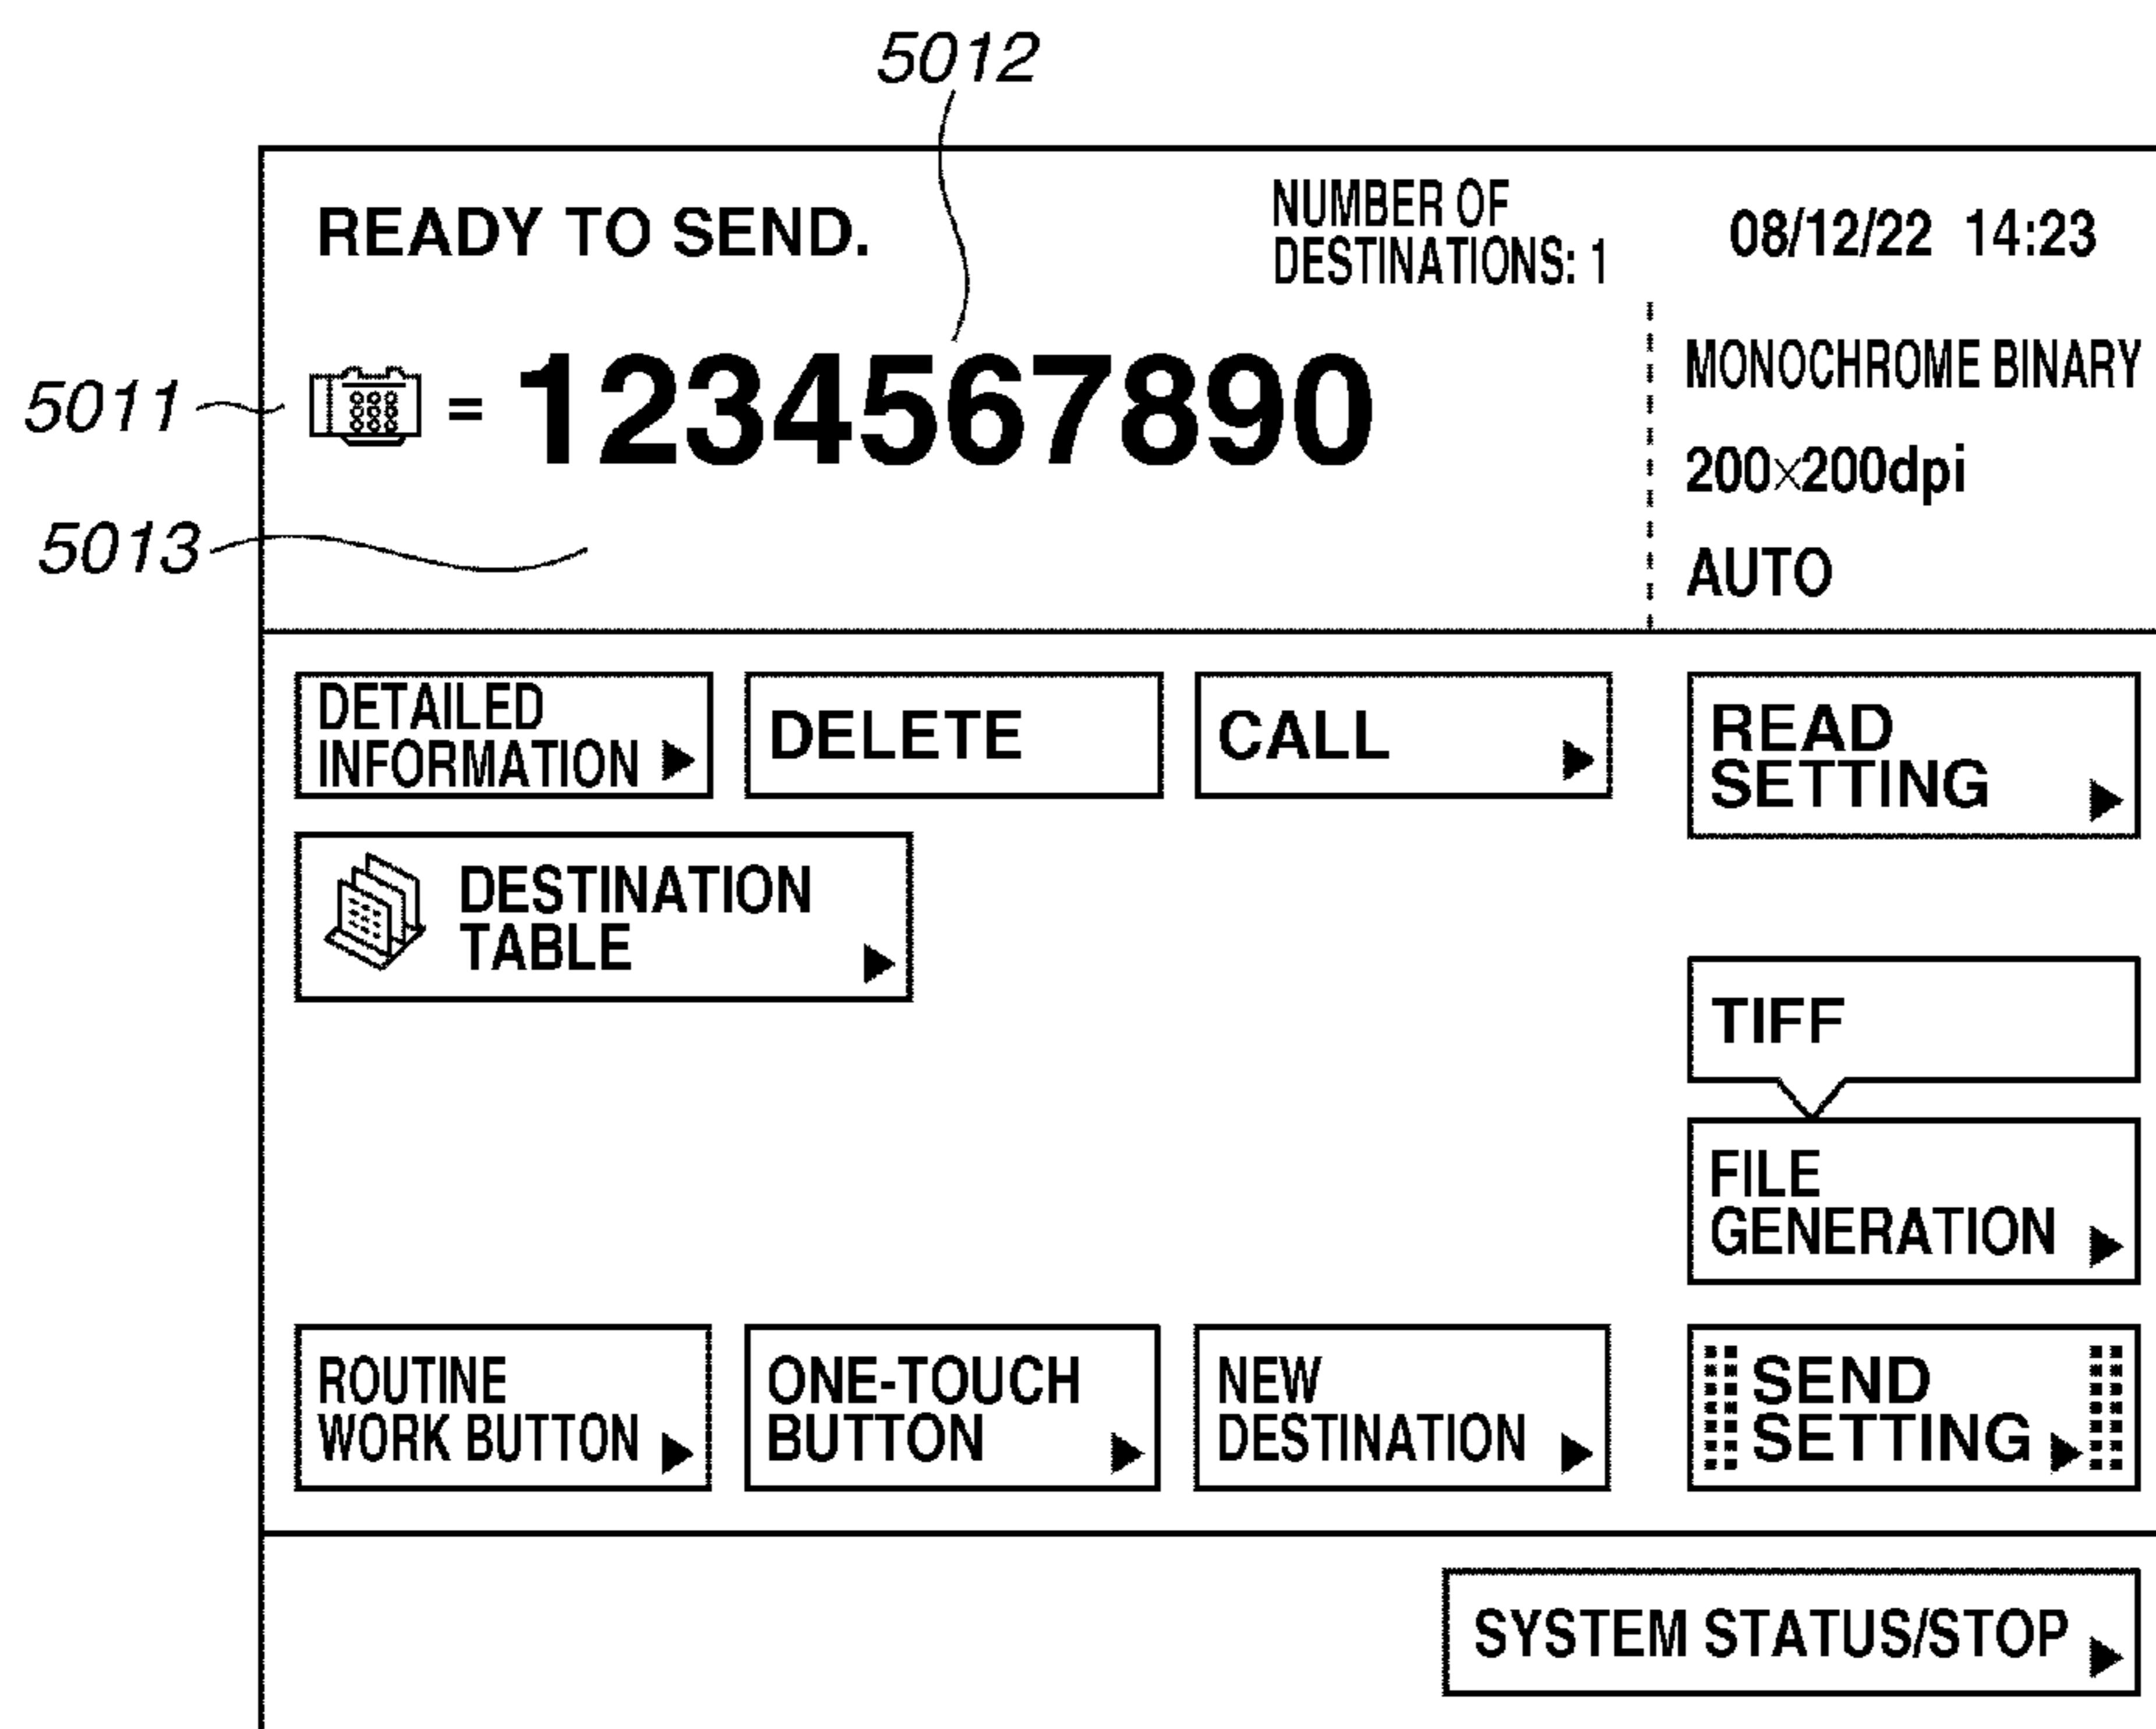 5012
READY TO SEND.
NUMBER OF
DESTINATIONS: 1
08/12/22 14:23
5011
= 1234567890
MONOCHROME BINARY
200×200dpi
5013
AUTO
DETAILED
INFORMATION
DELETE
CALL
READ
SETTING
DESTINATION
TABLE
TIFF
FILE
GENERATION
ROUTINE
WORK BUTTON
ONE-TOUCH
BUTTON
NEW
DESTINATION
SEND
SETTING
SYSTEM STATUS/STOP